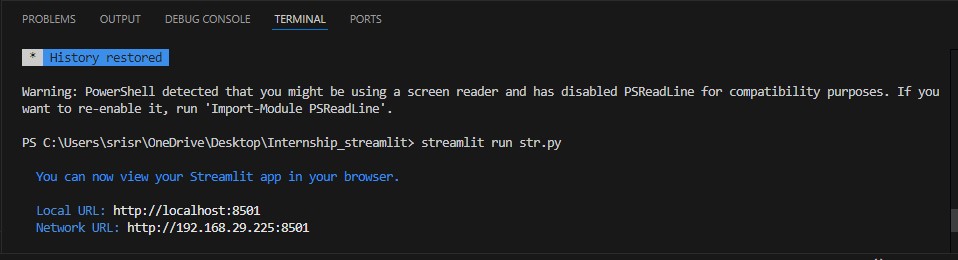 PROBLEMS OUTPUT DEBUG CONSOLE TERMINAL PORTS
* History restored
Warning: PowerShell detected that you might be using a screen reader and has disabled PSReadLine for compatibility purposes. If you
want to re-enable it, run 'Import-Module PSReadLine'.
PS C:\Users\srisr\OneDrive\Desktop\Internship_streamlit> streamlit run str.py
You can now view your Streamlit app in your browser.
Local URL: http://localhost:8501
Network URL: http://192.168.29.225:8501